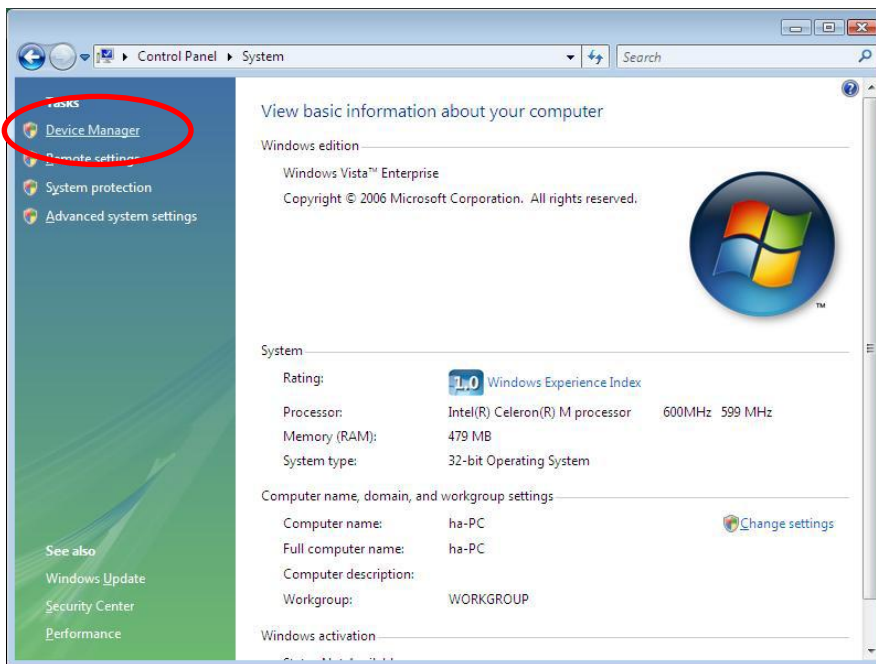 Control Panel System
Search
Tasks
Device Manager
Remote settings
System protection
Advanced system settings
See also
Windows Update
Security Center
Performance
View basic information about your computer
Windows edition
Windows Vista™ Enterprise
Copyright © 2006 Microsoft Corporation. All rights reserved.
TM
System
Rating: 1.0 Windows Experience Index
Processor: Intel(R) Celeron(R) M processor 600MHz 599 MHz
Memory (RAM): 479 MB
System type: 32-bit Operating System
Computer name, domain, and workgroup settings
Computer name: ha-PC Change settings
Full computer name: ha-PC
Computer description:
Workgroup: WORKGROUP
Windows activation